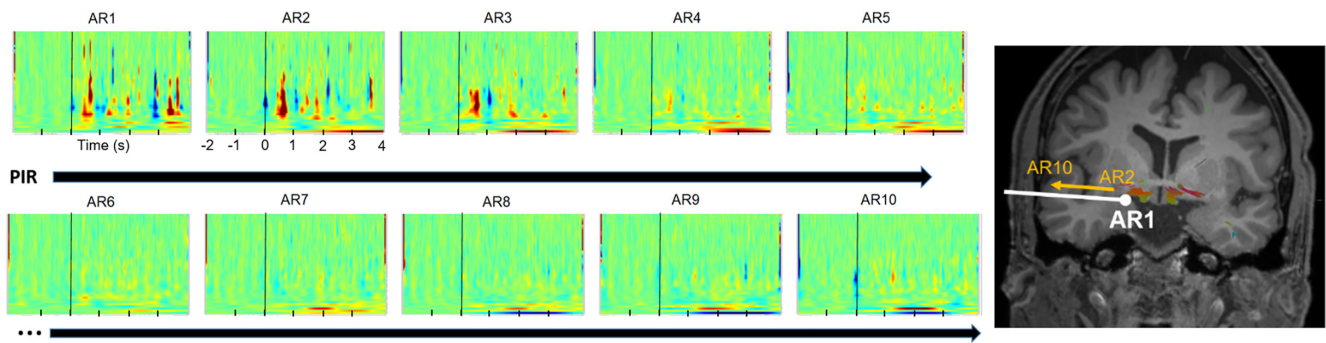 AR1 AR2 AR3 AR4 AR5
Time (s) -2 -1 0 1 2 3 4
PIR
AR6 AR7 AR8 AR9 AR10
...
AR10 AR2
AR1